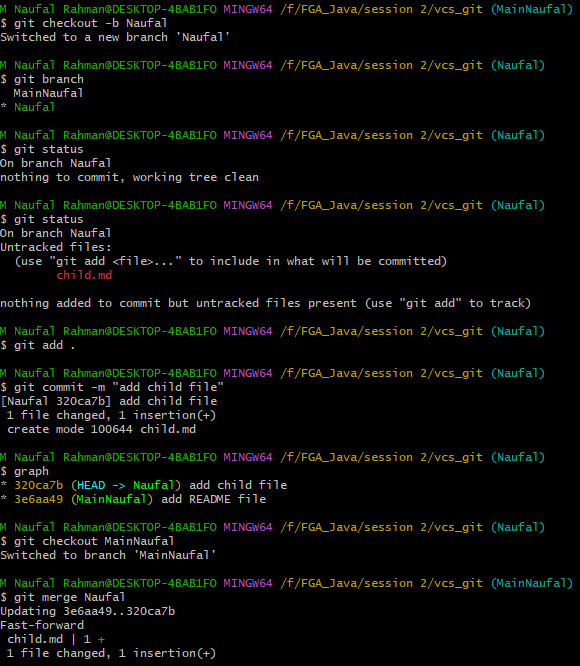 M Naufal Rahman@DESKTOP-4BAB1FO MINGW64 /f/FGA_Java/session 2/vcs_git (MainNaufal)
$ git checkout -b Naufal
Switched to a new branch 'Naufal'
M Naufal Rahman@DESKTOP-4BAB1FO MINGW64 /f/FGA_Java/session 2/vcs_git (Naufal)
$ git branch
MainNaufal
* Naufal
M Naufal Rahman@DESKTOP-4BAB1FO MINGW64 /f/FGA_Java/session 2/vcs_git (Naufal)
$ git status
On branch Naufal
nothing to commit, working tree clean
M Naufal Rahman@DESKTOP-4BAB1FO MINGW64 /f/FGA_Java/session 2/vcs_git (Naufal)
$ git status
On branch Naufal
Untracked files:
(use "git add <file>..." to include in what will be committed)
child.md
nothing added to commit but untracked files present (use "git add" to track)
M Naufal Rahman@DESKTOP-4BAB1FO MINGW64 /f/FGA_Java/session 2/vcs_git (Naufal)
$ git add .
M Naufal Rahman@DESKTOP-4BAB1FO MINGW64 /f/FGA_Java/session 2/vcs_git (Naufal)
$ git commit -m "add child file"
[Naufal 320ca7b] add child file
1 file changed, 1 insertion(+)
create mode 100644 child.md
M Naufal Rahman@DESKTOP-4BAB1FO MINGW64 /f/FGA_Java/session 2/vcs_git (Naufal)
$ graph
* 320ca7b (HEAD -> Naufal) add child file
* 3e6aa49 (MainNaufal) add README file
M Naufal Rahman@DESKTOP-4BAB1FO MINGW64 /f/FGA_Java/session 2/vcs_git (Naufal)
$ git checkout MainNaufal
Switched to branch 'MainNaufal'
M Naufal Rahman@DESKTOP-4BAB1FO MINGW64 /f/FGA_Java/session 2/vcs_git (MainNaufal)
$ git merge Naufal
Updating 3e6aa49..320ca7b
Fast-forward
child.md | 1 +
1 file changed, 1 insertion(+)